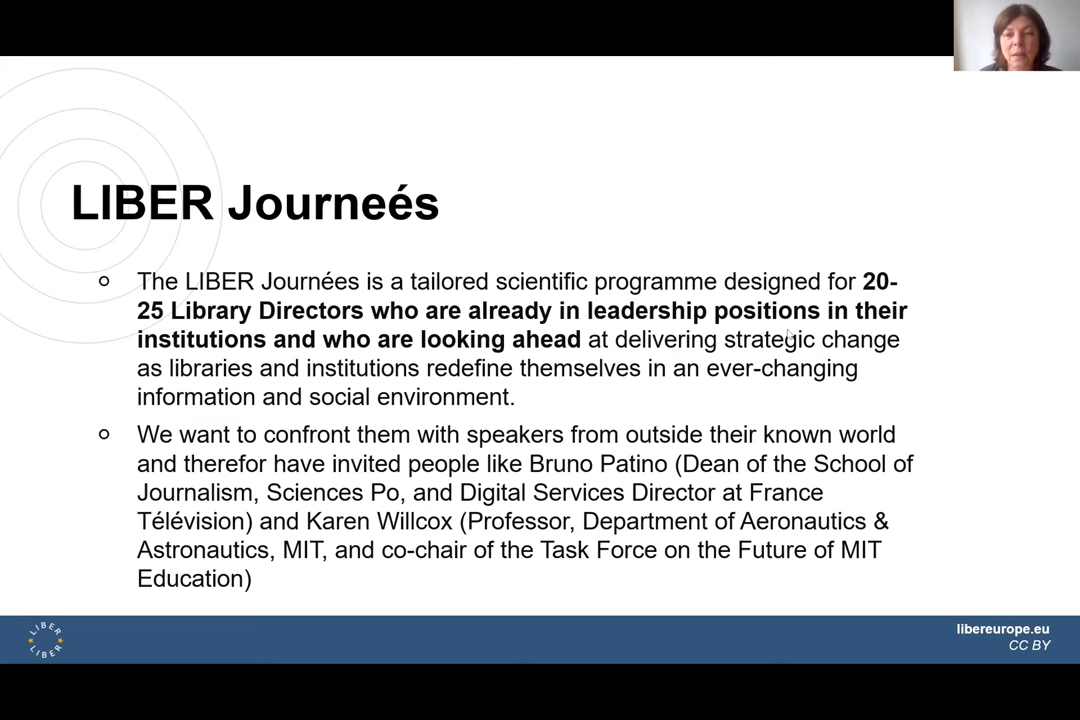 LIBER Journeés
The LIBER Journées is a tailored scientific programme designed for 20-
25 Library Directors who are already in leadership positions in their
institutions and who are looking ahead at delivering strategic change
as libraries and institutions redefine themselves in an ever-changing
information and social environment.
We want to confront them with speakers from outside their known world
and therefor have invited people like Bruno Patino (Dean of the School of
Journalism, Sciences Po, and Digital Services Director at France
Télévision) and Karen Willcox (Professor, Department of Aeronautics &
Astronautics, MIT, and co-chair of the Task Force on the Future of MIT
Education)
LIBER
LIBER
libereurope.eu
CC BY